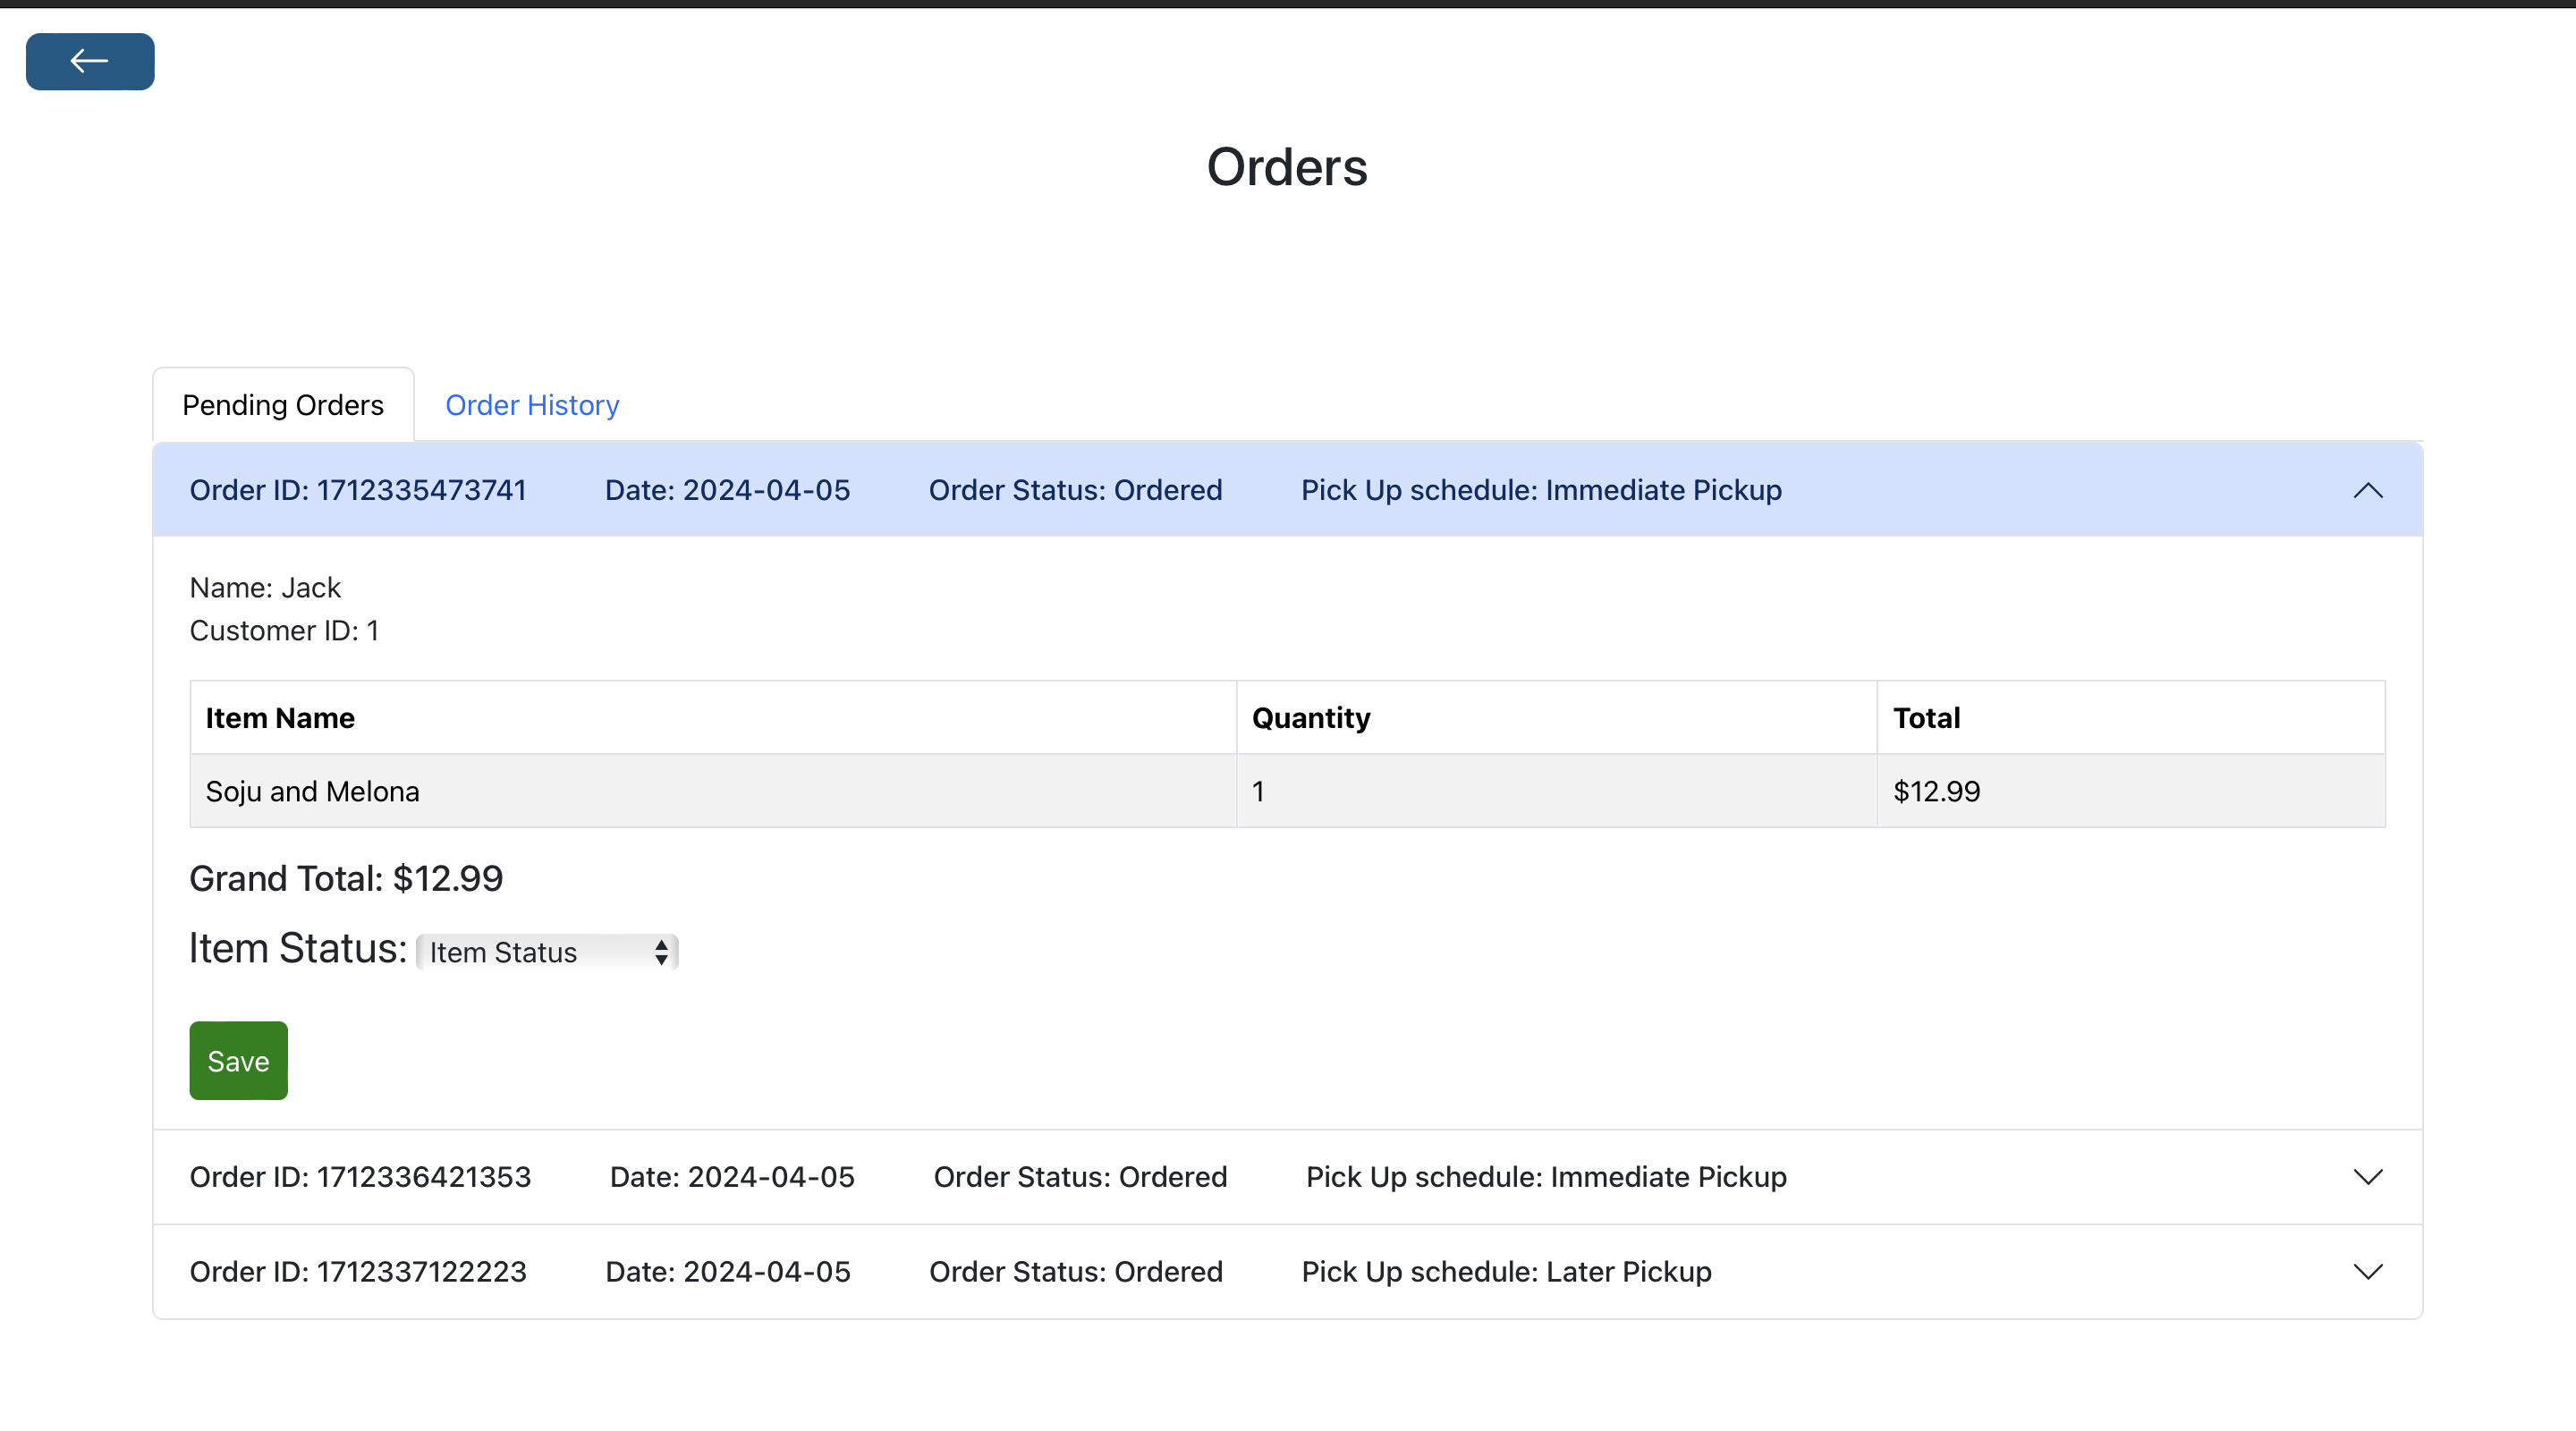 Orders
Pending Orders Order History
Order ID: 1712335473741 Date: 2024-04-05 Order Status: Ordered Pick Up schedule: Immediate Pickup
Name: Jack
Customer ID: 1
Item Name Quantity Total
Soju and Melona 1 $12.99
Grand Total: $12.99
Item Status: Item Status
Save
Order ID: 1712336421353 Date: 2024-04-05 Order Status: Ordered Pick Up schedule: Immediate Pickup
Order ID: 1712337122223 Date: 2024-04-05 Order Status: Ordered Pick Up schedule: Later Pickup